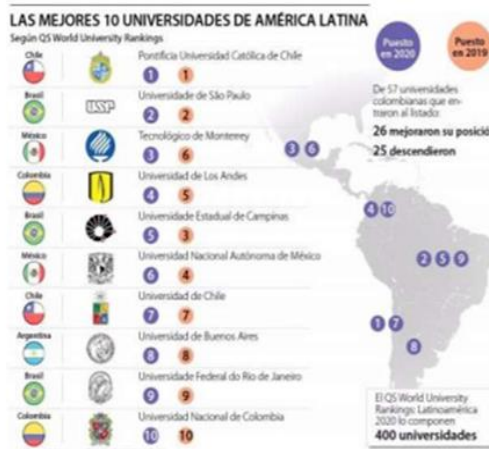 LAS MEJORES 10 UNIVERSIDADES DE AMÉRICA LATINA
Según QS World University Rankings
Puesto
en 2020
Puesto
en 2019
Chile
Pontificia Universidad Católica de Chile
1 1
Brasil
USP
Universidade de São Paulo
2 2
México
Tecnológico de Monterrey
3 6
Colombia
Universidad de Los Andes
4 5
Brasil
Universidade Estadual de Campinas
5 3
México
Universidad Nacional Autónoma de México
6 4
Chile
Universidad de Chile
7 7
Argentina
Universidad de Buenos Aires
8 8
Brasil
Universidade Federal do Rio de Janeiro
9 9
Colombia
Universidad Nacional de Colombia
10 10
De 57 universidades
colombianas que en-
traron al listado:
26 mejoraron su posició
25 descendieron
3 6
4 10
2 5 9
1 7
8
El QS World University
Rankings: Latinoamérica
2020 lo componen
400 universidades